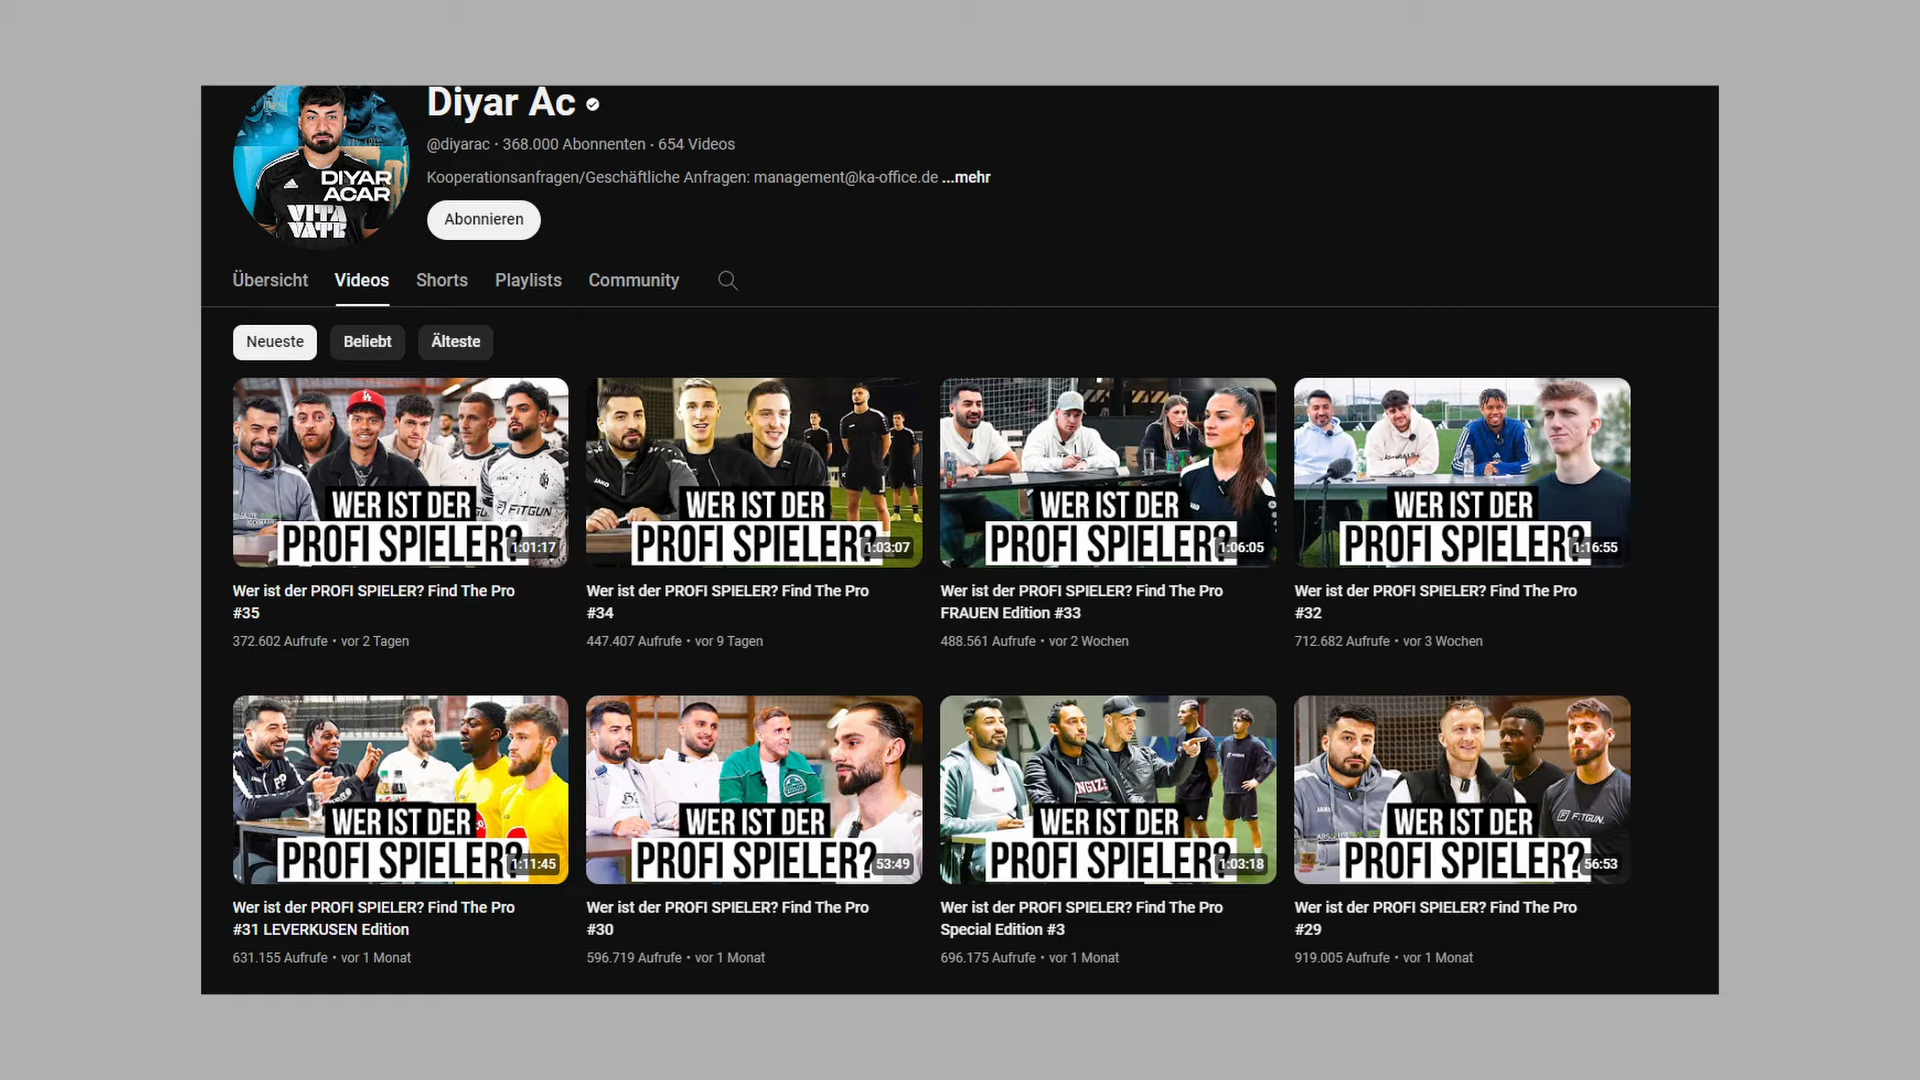 Diyar Ac
@diyarac · 368.000 Abonnenten · 654 Videos
Kooperationsanfragen/Geschäftliche Anfragen: management@ka-office.de ...mehr
DIYAR
ACAR
VITA
VATE
Abonnieren
Übersicht Videos Shorts Playlists Community
Neueste Beliebt Älteste
JAKO
FITGUN
WER IST DER
PROFI SPIELER?
1:01:17
Wer ist der PROFI SPIELER? Find The Pro
#35
372.602 Aufrufe • vor 2 Tagen
JAKO
WER IST DER
PROFI SPIELER?
1:03:07
Wer ist der PROFI SPIELER? Find The Pro
#34
447.407 Aufrufe • vor 9 Tagen
WER IST DER
PROFI SPIELER?
1:06:05
Wer ist der PROFI SPIELER? Find The Pro
FRAUEN Edition #33
488.561 Aufrufe • vor 2 Wochen
WER IST DER
PROFI SPIELER?
1:16:55
Wer ist der PROFI SPIELER? Find The Pro
#32
712.682 Aufrufe • vor 3 Wochen
WER IST DER
PROFI SPIELER?
1:11:45
Wer ist der PROFI SPIELER? Find The Pro
#31 LEVERKUSEN Edition
631.155 Aufrufe • vor 1 Monat
WER IST DER
PROFI SPIELER?
53:49
Wer ist der PROFI SPIELER? Find The Pro
#30
596.719 Aufrufe • vor 1 Monat
WER IST DER
PROFI SPIELER?
1:03:18
Wer ist der PROFI SPIELER? Find The Pro
Special Edition #3
696.175 Aufrufe • vor 1 Monat
JAKO
FITGUN.
WER IST DER
PROFI SPIELER?
56:53
Wer ist der PROFI SPIELER? Find The Pro
#29
919.005 Aufrufe • vor 1 Monat